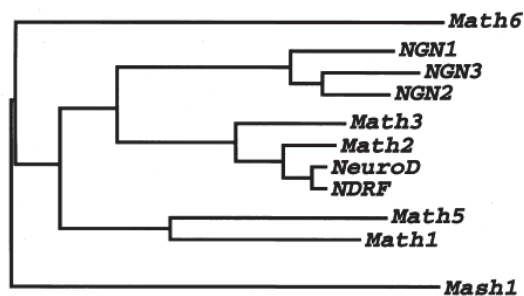 Math6
NGN1
NGN3
NGN2
Math3
Math2
NeuroD
NDRF
Math5
Math1
Mash1